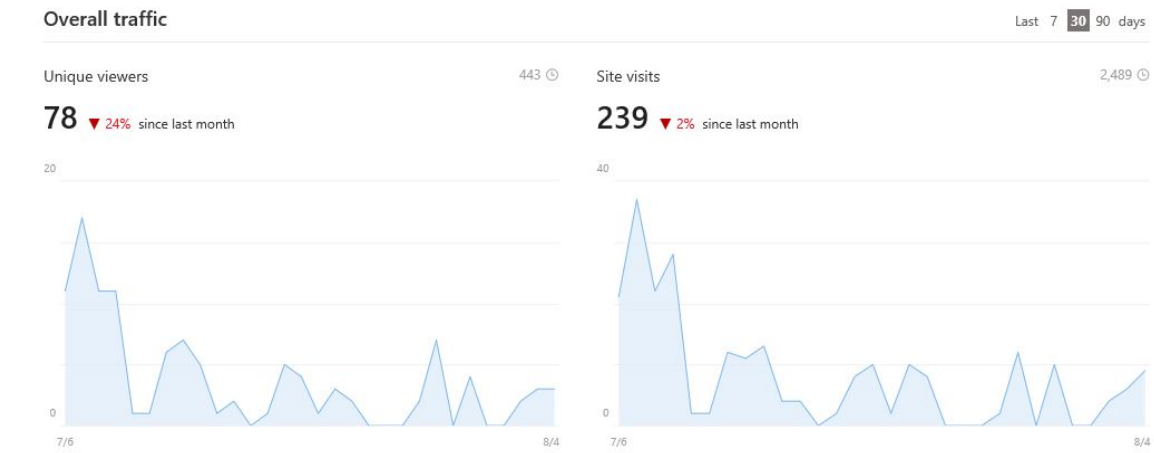 Overall traffic
Last 7 30 90 days
Unique viewers
443
78 ▼ 24% since last month
20
0
7/6
8/4
Site visits
2,489
239 ▼ 2% since last month
40
0
7/6
8/4